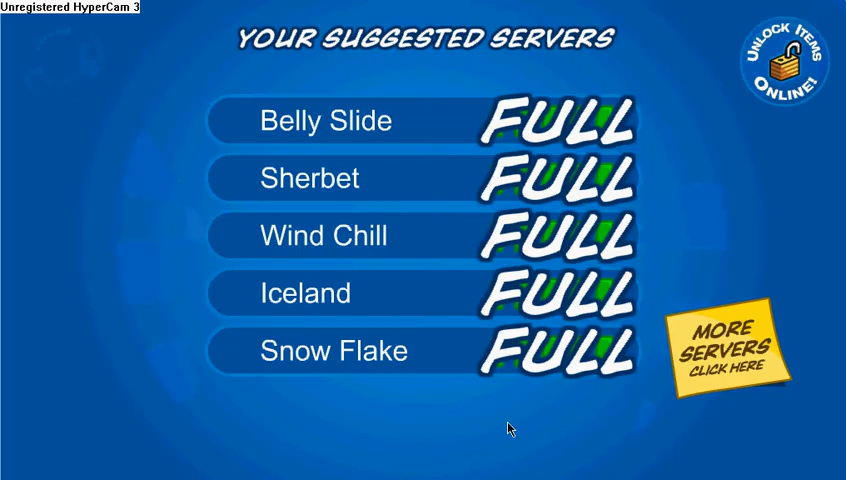 Unregistered HyperCam 3
YOUR SUGGESTED SERVERS
UNLOCK ITEMS
ONLINE!
Belly Slide FULL
Sherbet FULL
Wind Chill FULL
Iceland FULL
Snow Flake FULL
MORE
SERVERS
CLICK HERE